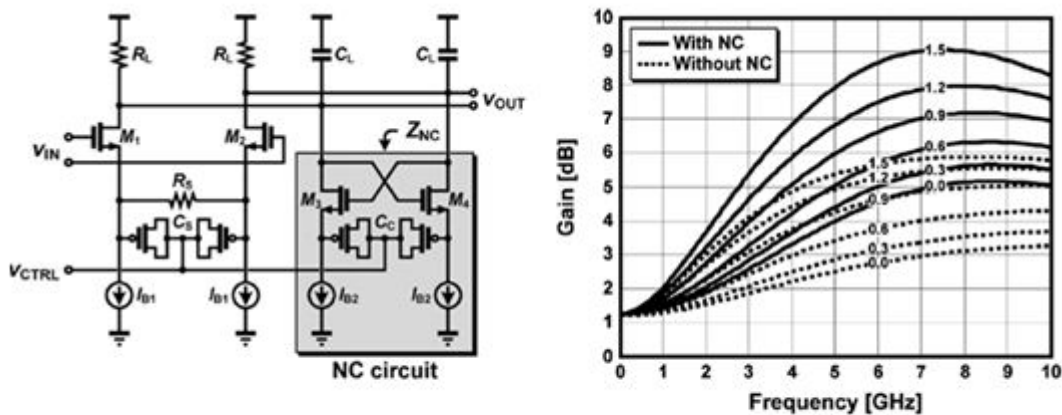 RL
RL
CL
CL
VOUT
M1
M2
ZNC
VIN
RS
M3
M4
CS
CC
VCTRL
IB1
IB1
IB2
IB2
NC circuit
With NC
Without NC
Gain [dB]
10
9
8
7
6
5
4
3
2
1
0
1.5
1.2
0.9
0.6
1.5
1.2
0.3
0.0
0.9
0.6
0.3
0.0
0 1 2 3 4 5 6 7 8 9 10
Frequency [GHz]